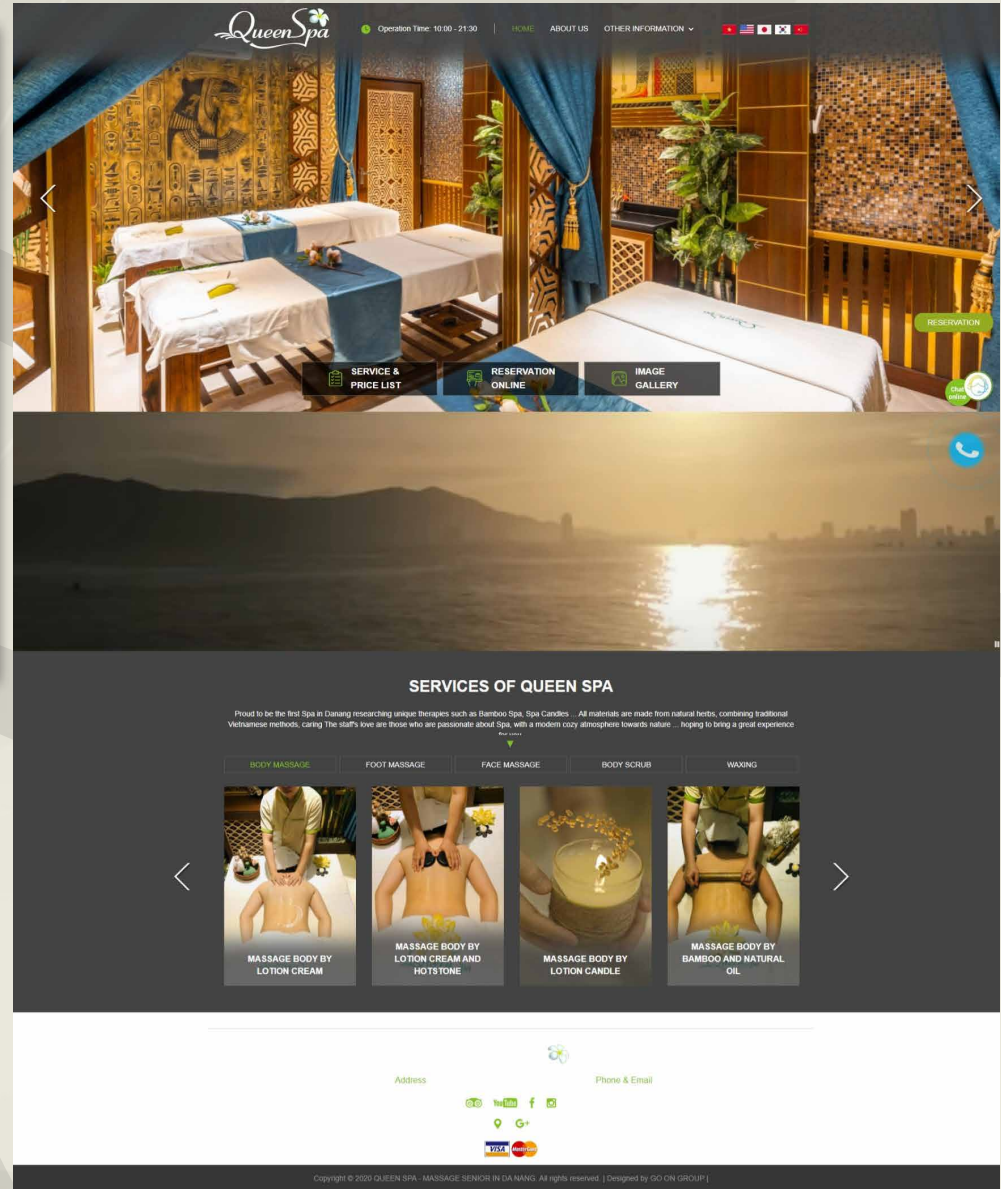 Queen Spa
Operation Time: 10:00 - 21:30
HOME
ABOUT US
OTHER INFORMATION
Queen Spa
RESERVATION
SERVICE &
PRICE LIST
RESERVATION
ONLINE
IMAGE
GALLERY
Chat
online
SERVICES OF QUEEN SPA
Proud to be the first Spa in Danang researching unique therapies such as Bamboo Spa, Spa Candles ... All materials are made from natural herbs, combining traditional
Vietnamese methods, caring The staff's love are those who are passionate about Spa, with a modern cozy atmosphere towards nature ... hoping to bring a great experience
for you
BODY MASSAGE
FOOT MASSAGE
FACE MASSAGE
BODY SCRUB
WAXING
MASSAGE BODY BY
LOTION CREAM
MASSAGE BODY BY
LOTION CREAM AND
HOTSTONE
MASSAGE BODY BY
LOTION CANDLE
MASSAGE BODY BY
BAMBOO AND NATURAL
OIL
Address
Phone & Email
YouTube
G+
VISA
MasterCard
Copyright © 2020 QUEEN SPA - MASSAGE SENIOR IN DA NANG. All rights reserved. | Designed by GO ON GROUP |